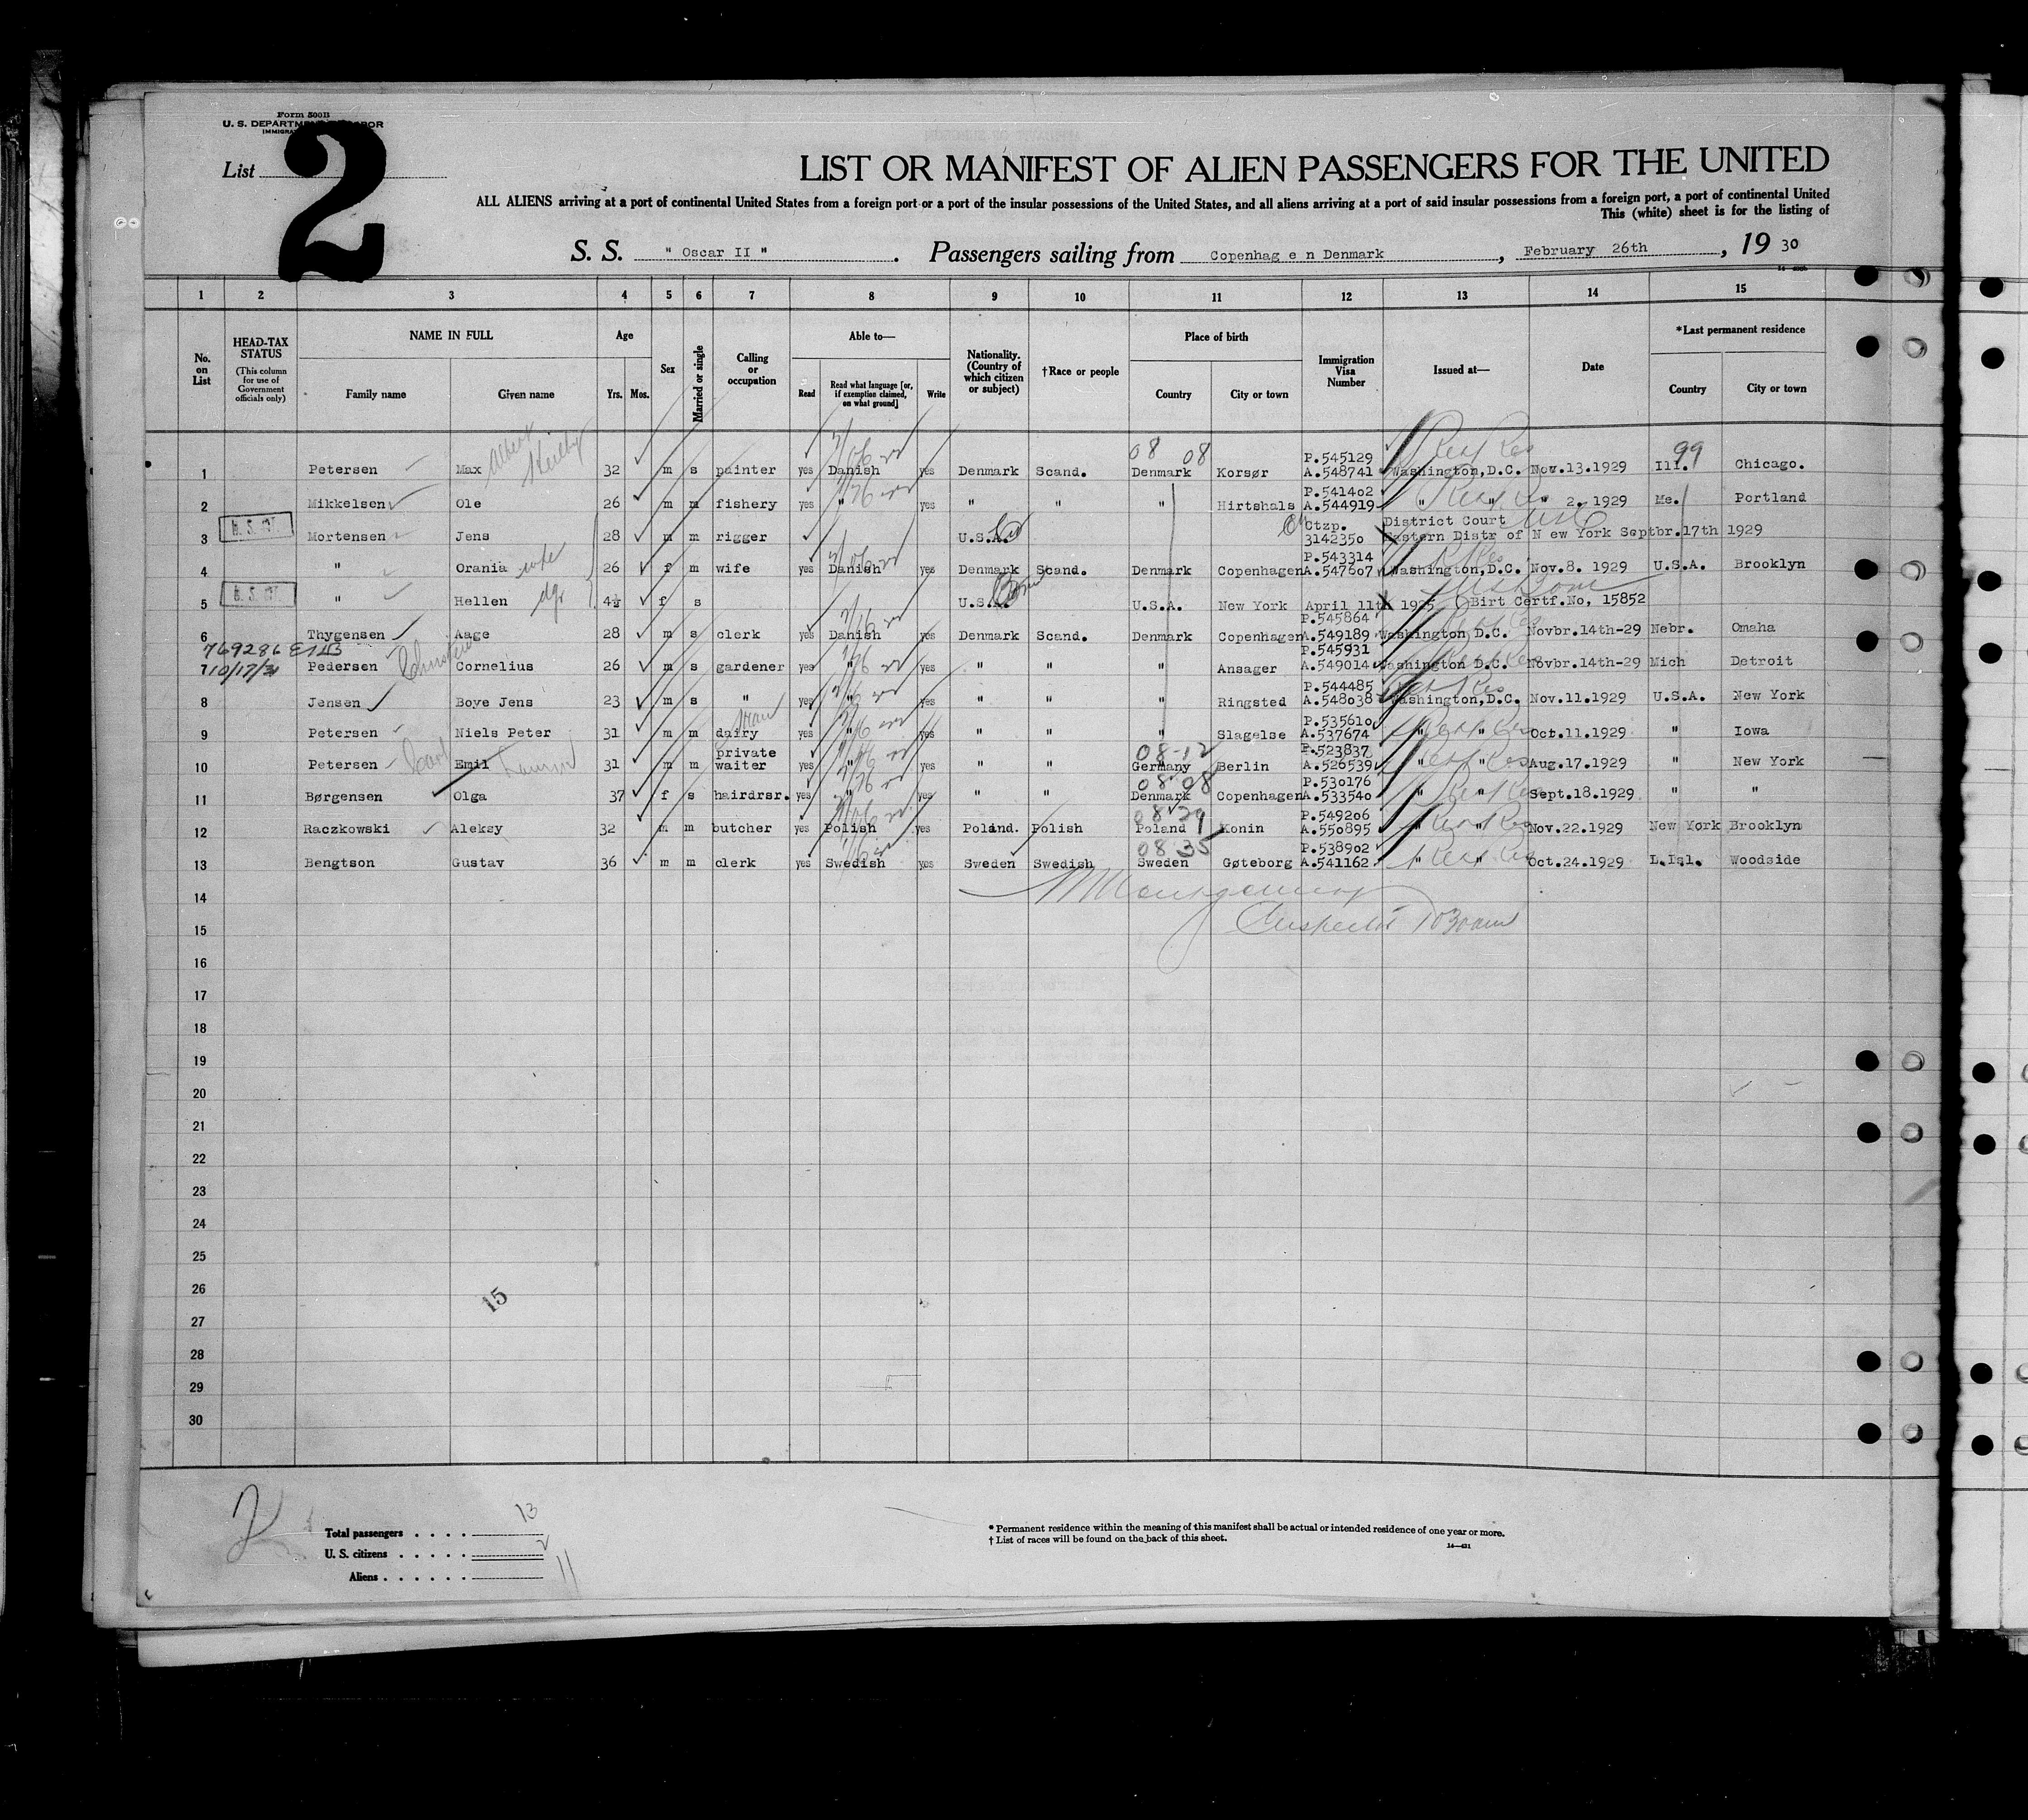 Form 500B
U. S. DEPARTMENT LABOR
IMMIGRA
List
2
LIST OR MANIFEST OF ALIEN PASSENGERS FOR THE UNITED
ALL ALIENS arriving at a port of continental United States from a foreign port or a port of the insular possessions of the United States, and all aliens arriving at a port of said insular possessions from a foreign port, a port of continental United
This (white) sheet is for the listing of
S. S. " Oscar II " . Passengers sailing from Copenhag e n Denmark , February 26th , 19 30
1 2 3 4 5 6 7 8 9 10 11 12 13 14 15
No. on List
HEAD-TAX STATUS (This column for use of Government officials only)
NAME IN FULL Family name Given name
Age Yrs. Mos.
Sex
Married or single
Calling or occupation
Able to— Read Read what language [or, if exemption claimed, on what ground] Write
Nationality. (Country of which citizen or subject)
†Race or people
Place of birth Country City or town
Immigration Visa Number
Issued at—
Date
*Last permanent residence Country City or town
Albert
08 08 99
P.545129
1 Petersen Max 32 m s painter yes Danish yes Denmark Scand. Denmark Korsør A.548741 Washington,D.C. Nov.13.1929 Ill. Chicago.
P.541402
2 Mikkelsen Ole 26 m m fishery yes " yes " " " Hirtshals A.544919 " " " 2. 1929 Me. Portland
Ctzp. District Court
3 Mortensen Jens 28 m m rigger U.S.A. 314235o Eastern Distr of N ew York Septbr.17th 1929
P.543314
4 " Orania wife 26 f m wife yes Danish yes Denmark Scand. Denmark Copenhagen A.547607 Washington,D.C. Nov.8. 1929 U.S.A. Brooklyn
5 " Hellen dgr 4½ f s U.S.A. U.S.A. New York April 11th 1925 (Birt Certf.No, 15852
P.545864
6 Thygensen Aage 28 m s clerk yes Danish yes Denmark Scand. Denmark Copenhagen A.549189 Washington D.C. Novbr.14th-29 Nebr. Omaha
769286
P.545931
7 10/17/31 Pedersen Cornelius 26 m s gardener yes " yes " " " Ansager A.549014 Washington D.C. Novbr.14th-29 Mich Detroit
P.544485
8 Jensen Boye Jens 23 m s " yes " yes " " " Ringsted A.548038 Washington,D.C. Nov.11.1929 U.S.A. New York
P.535610
9 Petersen Niels Peter 31 m m dairy yes " yes " " " Slagelse A.537674 " " Oct.11.1929 " Iowa
private 08-12 P.523837
10 Petersen Emil 31 m m waiter yes " yes " " Germany Berlin A.526539 " " Aug.17.1929 " New York
08-08 P.530176
11 Børgensen Olga 37 f s hairdrsr. yes " yes " " Denmark Copenhagen A.533540 " " Sept.18.1929 " "
08 29 P.549206
12 Raczkowski Aleksy 32 m m butcher yes Polish yes Poland. Polish Poland Konin A.550895 " " Nov.22.1929 New York Brooklyn
08 35 P.538902
13 Bengtson Gustav 36 m m clerk yes Swedish yes Sweden Swedish Sweden Gøteborg A.541162 " " Oct.24.1929 L.Isl. Woodside
14
15
16
17
18
19
20
21
22
23
24
25
26
27
28
29
30
15
2
Total passengers . . . . 13
U. S. citizens . . . . . 2
Aliens . . . . . . 11
* Permanent residence within the meaning of this manifest shall be actual or intended residence of one year or more.
† List of races will be found on the back of this sheet.